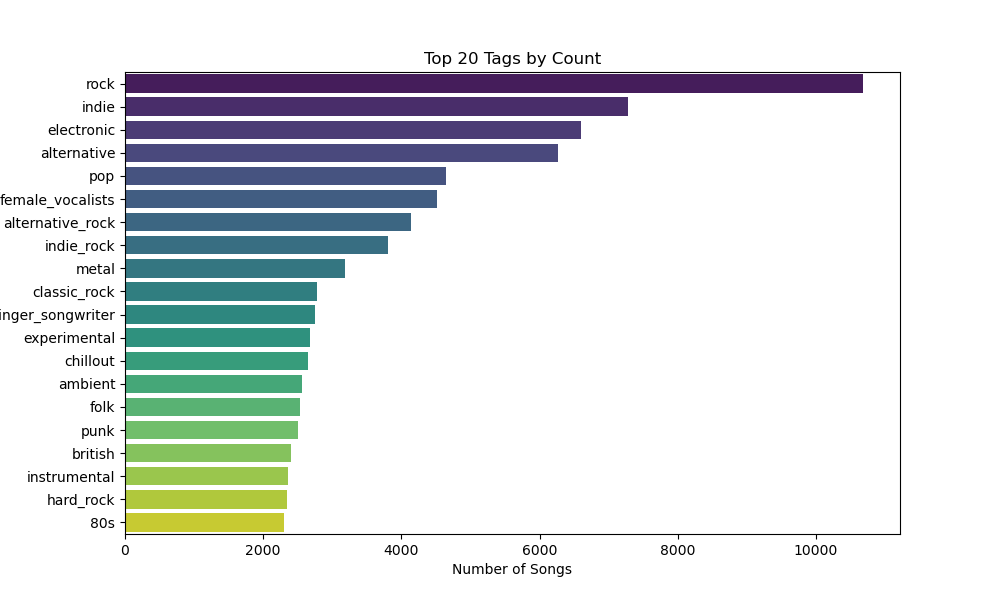 Top 20 Tags by Count
rock
indie
electronic
alternative
pop
female_vocalists
alternative_rock
indie_rock
metal
classic_rock
inger_songwriter
experimental
chillout
ambient
folk
punk
british
instrumental
hard_rock
80s
0 2000 4000 6000 8000 10000
Number of Songs